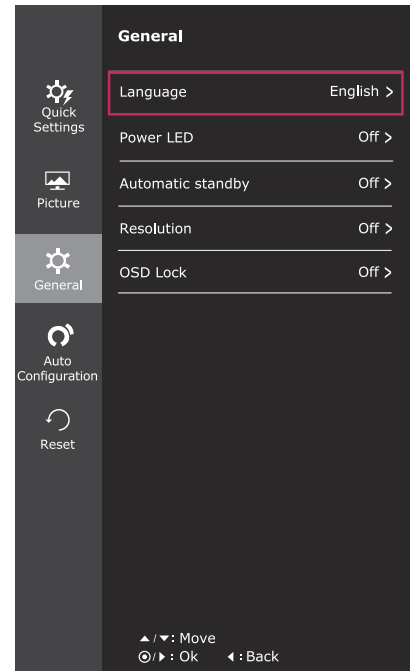 General
Quick
Settings
Picture
General
Auto
Configuration
Reset
Language English >
Power LED Off >
Automatic standby Off >
Resolution Off >
OSD Lock Off >
▲/▼: Move
⊙/▶ : Ok ◀ : Back